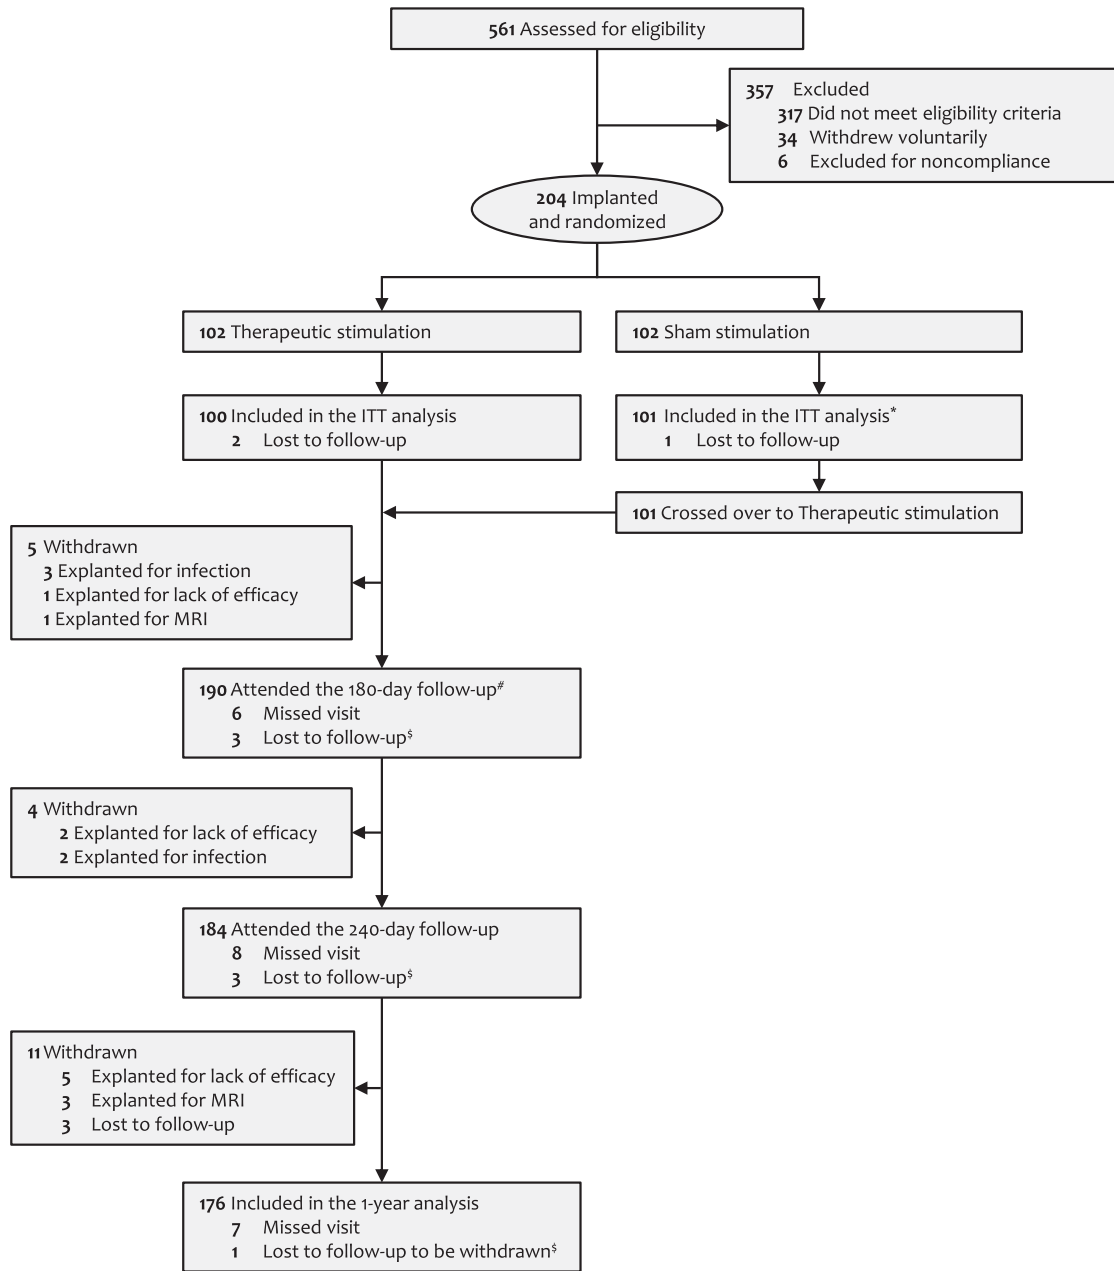 561 Assessed for eligibility
357 Excluded
317 Did not meet eligibility criteria
34 Withdrew voluntarily
6 Excluded for noncompliance
204 Implanted
and randomized
102 Therapeutic stimulation
102 Sham stimulation
100 Included in the ITT analysis
2 Lost to follow-up
101 Included in the ITT analysis*
1 Lost to follow-up
101 Crossed over to Therapeutic stimulation
5 Withdrawn
3 Explanted for infection
1 Explanted for lack of efficacy
1 Explanted for MRI
190 Attended the 180-day follow-up#
6 Missed visit
3 Lost to follow-up$
4 Withdrawn
2 Explanted for lack of efficacy
2 Explanted for infection
184 Attended the 240-day follow-up
8 Missed visit
3 Lost to follow-up$
11 Withdrawn
5 Explanted for lack of efficacy
3 Explanted for MRI
3 Lost to follow-up
176 Included in the 1-year analysis
7 Missed visit
1 Lost to follow-up to be withdrawn$